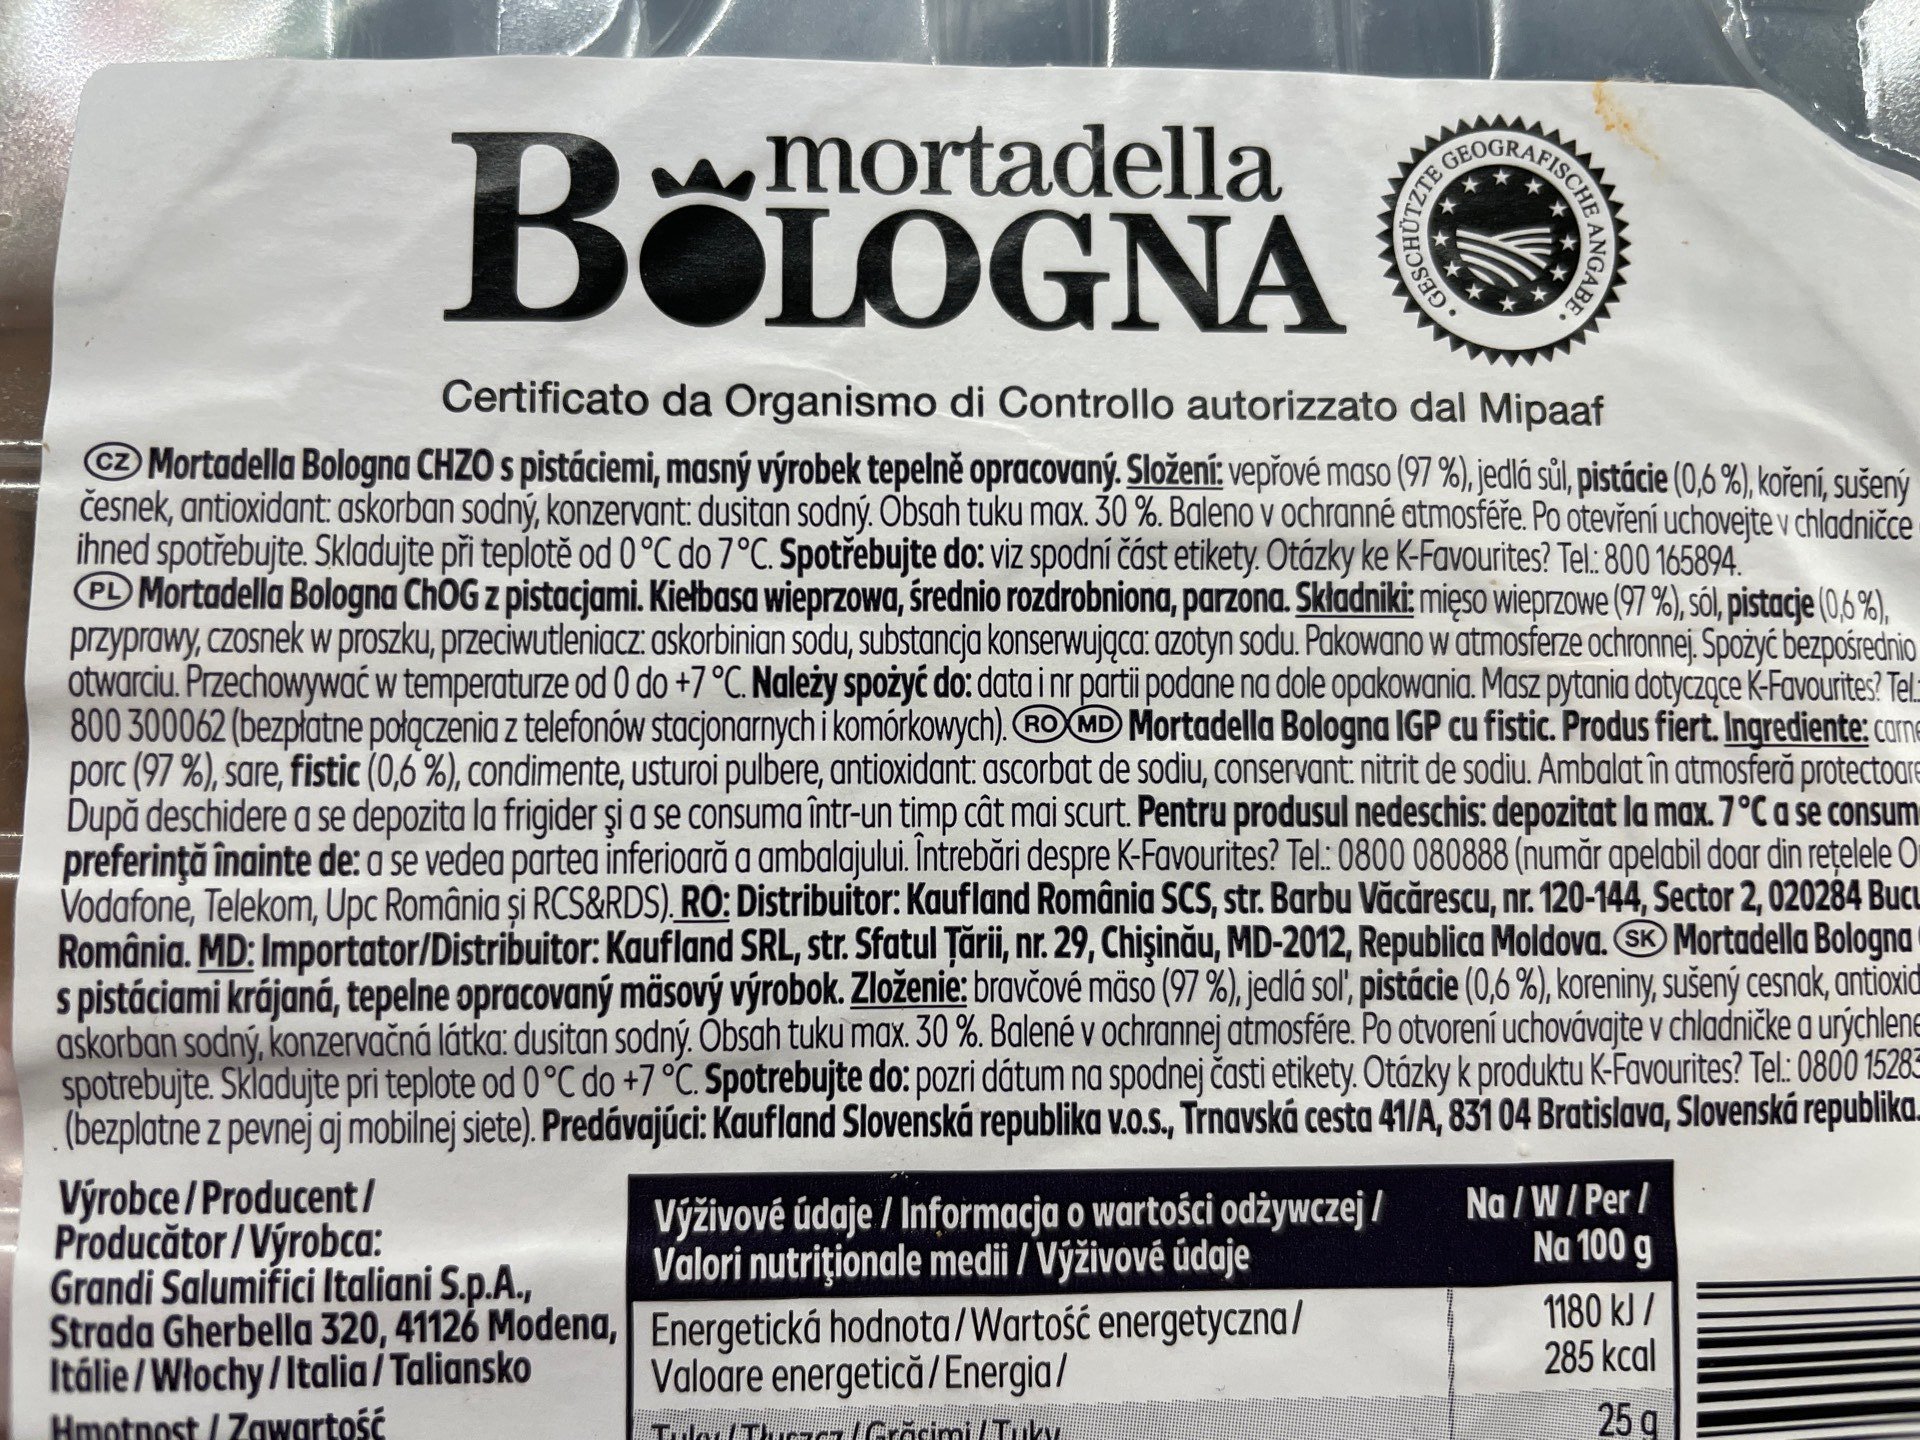 mortadella
BOLOGNA
GESCHÜTZTE GEOGRAFISCHE ANGABE
Certificato da Organismo di Controllo autorizzato dal Mipaaf
CZ Mortadella Bologna CHZO s pistáciemi, masný výrobek tepelně opracovaný. Složení: vepřové maso (97 %), jedlá sůl, pistácie (0,6 %), koření, sušený
česnek, antioxidant: askorban sodný, konzervant: dusitan sodný. Obsah tuku max. 30 %. Baleno v ochranné atmosféře. Po otevření uchovejte v chladničce
ihned spotřebujte. Skladujte při teplotě od 0 °C do 7 °C. Spotřebujte do: viz spodní část etikety. Otázky ke K-Favourites? Tel.: 800 165894.
PL Mortadella Bologna ChOG z pistacjami. Kiełbasa wieprzowa, średnio rozdrobniona, parzona. Składniki: mięso wieprzowe (97 %), sól, pistacje (0,6 %),
przyprawy, czosnek w proszku, przeciwutleniacz: askorbinian sodu, substancja konserwująca: azotyn sodu. Pakowano w atmosferze ochronnej. Spożyć bezpośrednio
otwarciu. Przechowywać w temperaturze od 0 do +7 °C. Należy spożyć do: data i nr partii podane na dole opakowania. Masz pytania dotyczące K-Favourites? Tel.:
800 300062 (bezpłatne połączenia z telefonów stacjonarnych i komórkowych). RO MD Mortadella Bologna IGP cu fistic. Produs fiert. Ingrediente: carne
porc (97 %), sare, fistic (0,6 %), condimente, usturoi pulbere, antioxidant: ascorbat de sodiu, conservant: nitrit de sodiu. Ambalat în atmosferă protectoare
După deschidere a se depozita la frigider şi a se consuma într-un timp cât mai scurt. Pentru produsul nedeschis: depozitat la max. 7 °C a se consum
preferinţă înainte de: a se vedea partea inferioară a ambalajului. Întrebări despre K-Favourites? Tel.: 0800 080888 (număr apelabil doar din reţelele
Vodafone, Telekom, Upc România şi RCS&RDS). RO: Distribuitor: Kaufland România SCS, str. Barbu Văcărescu, nr. 120-144, Sector 2, 020284
România. MD: Importator/Distribuitor: Kaufland SRL, str. Sfatul Ţării, nr. 29, Chişinău, MD-2012, Republica Moldova. SK Mortadella Bologna
s pistáciami krájaná, tepelne opracovaný mäsový výrobok. Zloženie: bravčové mäso (97 %), jedlá soľ, pistácie (0,6 %), koreniny, sušený cesnak, antioxid
askorban sodný, konzervačná látka: dusitan sodný. Obsah tuku max. 30 %. Balené v ochrannej atmosfére. Po otvorení uchovávajte v chladničke a urýchlene
spotrebujte. Skladujte pri teplote od 0 °C do +7 °C. Spotrebujte do: pozri dátum na spodnej časti etikety. Otázky k produktu K-Favourites? Tel.: 0800 15283
(bezplatne z pevnej aj mobilnej siete). Predávajúci: Kaufland Slovenská republika v.o.s., Trnavská cesta 41/A, 831 04 Bratislava, Slovenská republika.
Výrobce / Producent /
Producător / Výrobca:
Grandi Salumifici Italiani S.p.A.,
Strada Gherbella 320, 41126 Modena,
Itálie / Włochy / Italia / Taliansko
Hmotnost / Zawartość
Výživové údaje / Informacja o wartości odżywczej /
Valori nutriţionale medii / Výživové údaje
Na / W / Per /
Na 100 g
Energetická hodnota / Wartość energetyczna /
Valoare energetică / Energia /
1180 kJ /
285 kcal
Tuky / Tłuszcz / Grăsimi / Tuky
25 g